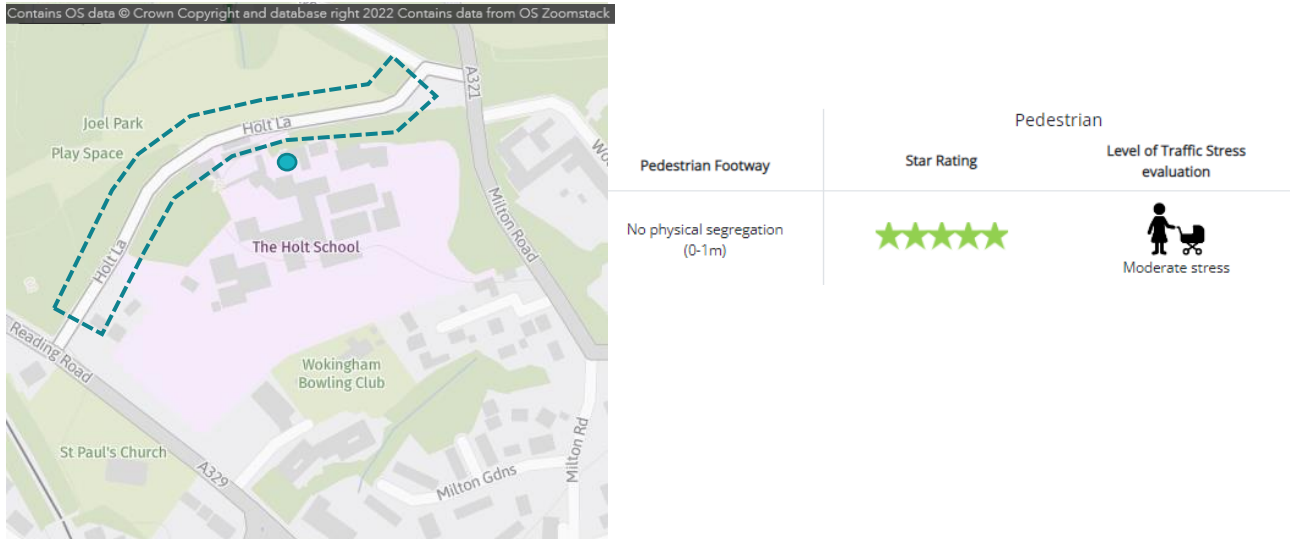 Contains OS data © Crown Copyright and database right 2022 Contains data from OS Zoomstack
A321
Joel Park
Play Space
Holt La
Milton Road
The Holt School
Holt La
Reading Road
Wokingham
Bowling Club
St Paul's Church
A329
Milton Gdns
Milton Rd
Pedestrian
Pedestrian Footway
Star Rating
Level of Traffic Stress
evaluation
No physical segregation
(0-1m)
Moderate stress